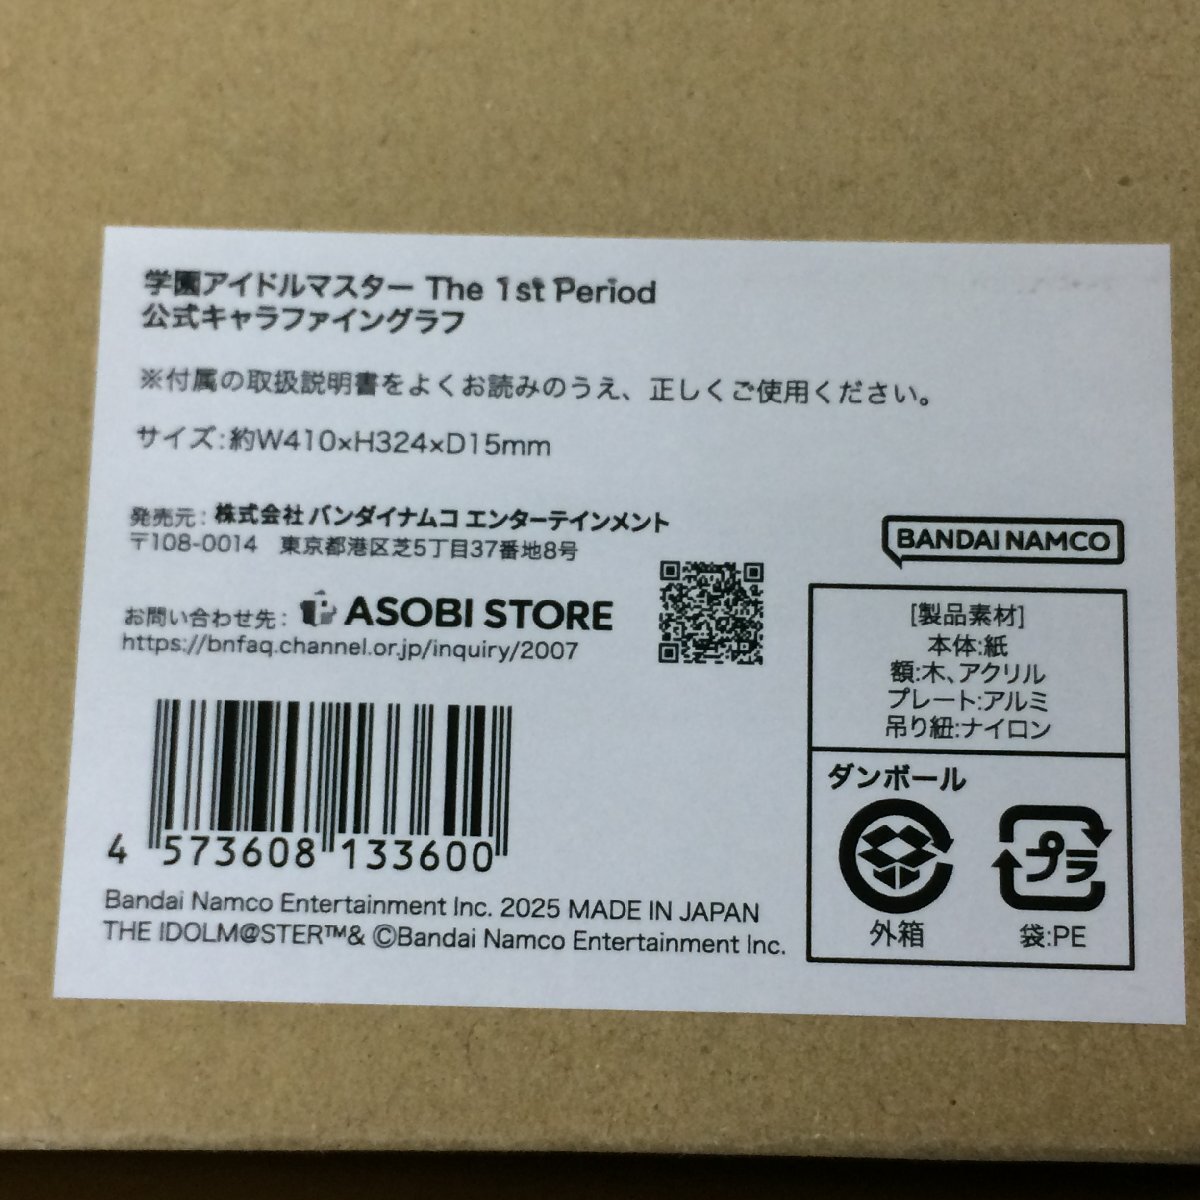 学園アイドルマスター The 1st Period
公式キャラファイングラフ
※付属の取扱説明書をよくお読みのうえ、正しくご使用ください。
サイズ:約W410×H324×D15mm
発売元:株式会社 バンダイナムコ エンターテインメント
〒108-0014 東京都港区芝5丁目37番地8号
お問い合わせ先: ASOBI STORE
https://bnfaq.channel.or.jp/inquiry/2007
4 573608 133600
Bandai Namco Entertainment Inc. 2025 MADE IN JAPAN
THE IDOLM@STER™& ©Bandai Namco Entertainment Inc.
BANDAI NAMCO
[製品素材]
本体:紙
額:木、アクリル
プレート:アルミ
吊り紐:ナイロン
ダンボール
プラ
外箱
袋:PE